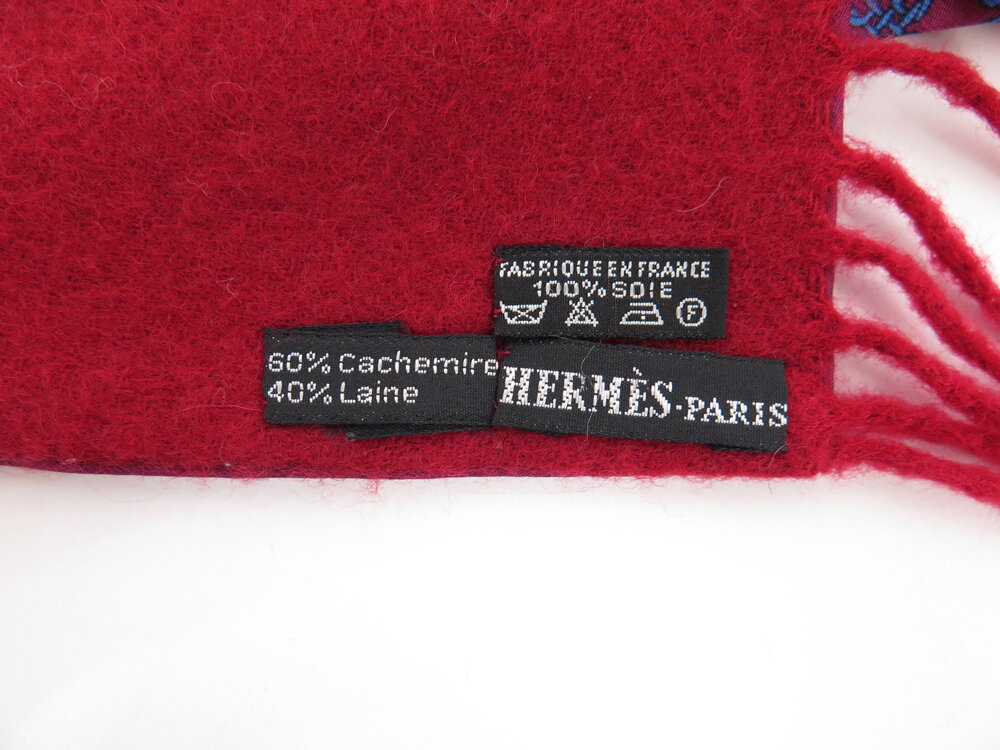 FABRIQUE EN FRANCE
100% SOIE
F
60% Cachemire
40% Laine
HERMÈS-PARIS